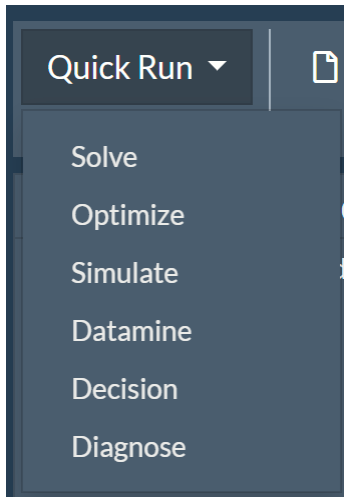 Quick Run
Solve
Optimize
Simulate
Datamine
Decision
Diagnose